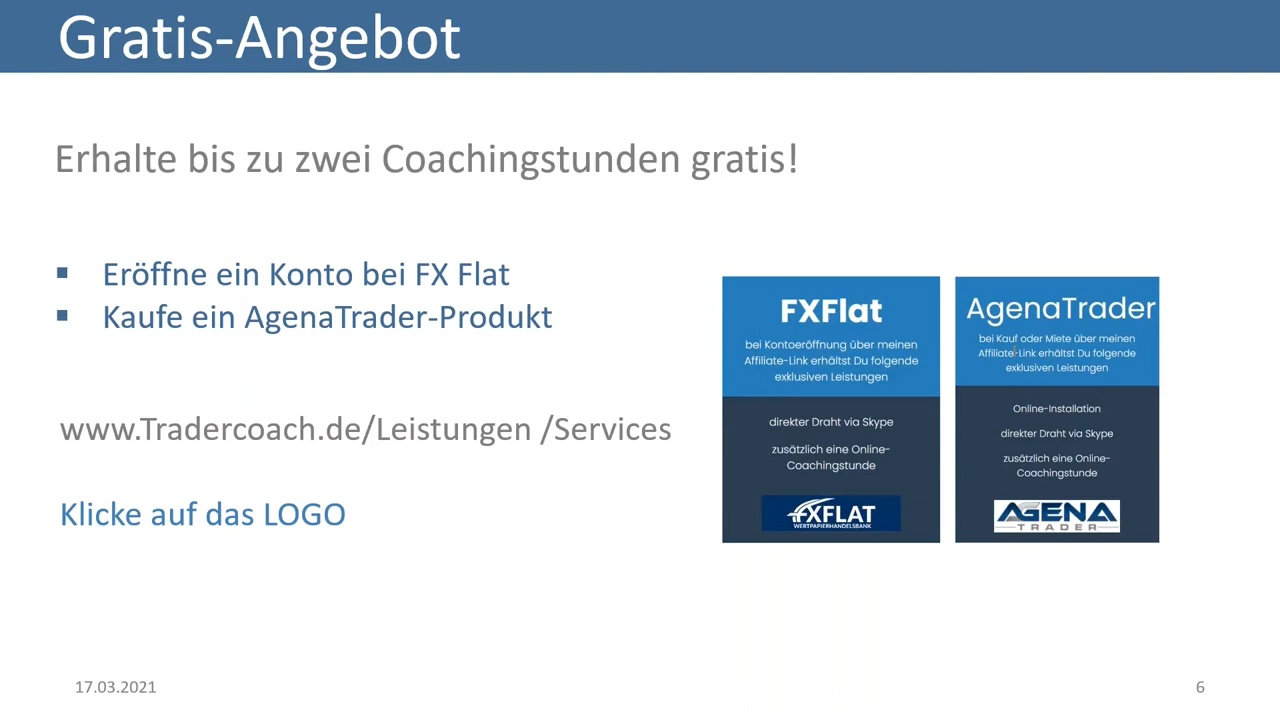 Gratis-Angebot
Erhalte bis zu zwei Coachingstunden gratis!
▪ Eröffne ein Konto bei FX Flat
▪ Kaufe ein AgenaTrader-Produkt
www.Tradercoach.de/Leistungen /Services
Klicke auf das LOGO
FXFlat
bei Kontoeröffnung über meinen
Affiliate-Link erhältst Du folgende
exklusiven Leistungen
direkter Draht via Skype
zusätzlich eine Online-
Coachingstunde
FXFLAT
WERTPAPIERHANDELSBANK
AgenaTrader
bei Kauf oder Miete über meinen
Affiliate-Link erhältst Du folgende
exklusiven Leistungen
Online-Installation
direkter Draht via Skype
zusätzlich eine Online-
Coachingstunde
AGENA
TRADER
17.03.2021
6